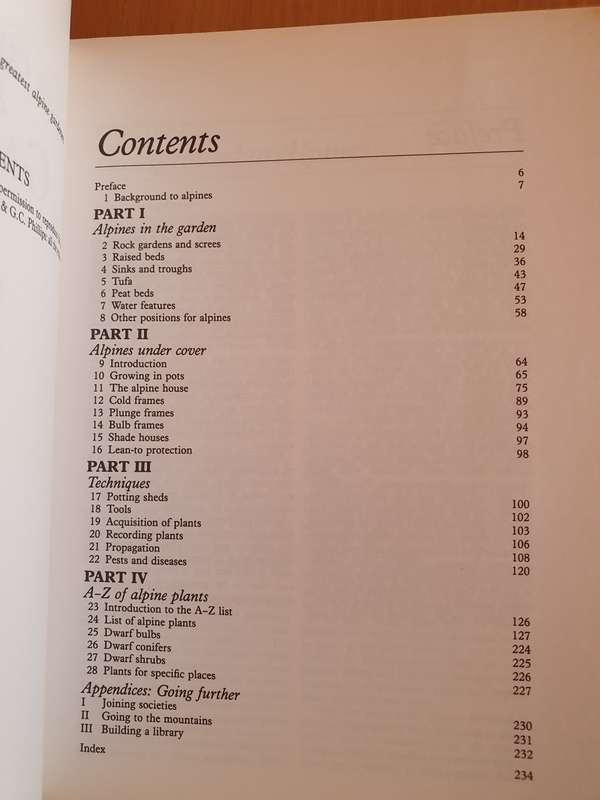 greatest alpine
ENTS
permission to
& G.C. Phillips all
Contents
Preface 6
1 Background to alpines 7
PART I
Alpines in the garden
2 Rock gardens and screes 14
3 Raised beds 29
4 Sinks and troughs 36
5 Tufa 43
6 Peat beds 47
7 Water features 53
8 Other positions for alpines 58
PART II
Alpines under cover
9 Introduction 64
10 Growing in pots 65
11 The alpine house 75
12 Cold frames 89
13 Plunge frames 93
14 Bulb frames 94
15 Shade houses 97
16 Lean-to protection 98
PART III
Techniques
17 Potting sheds 100
18 Tools 102
19 Acquisition of plants 103
20 Recording plants 106
21 Propagation 108
22 Pests and diseases 120
PART IV
A–Z of alpine plants
23 Introduction to the A–Z list 126
24 List of alpine plants 127
25 Dwarf bulbs 224
26 Dwarf conifers 225
27 Dwarf shrubs 226
28 Plants for specific places 227
Appendices: Going further
I Joining societies 230
II Going to the mountains 231
III Building a library 232
Index 234